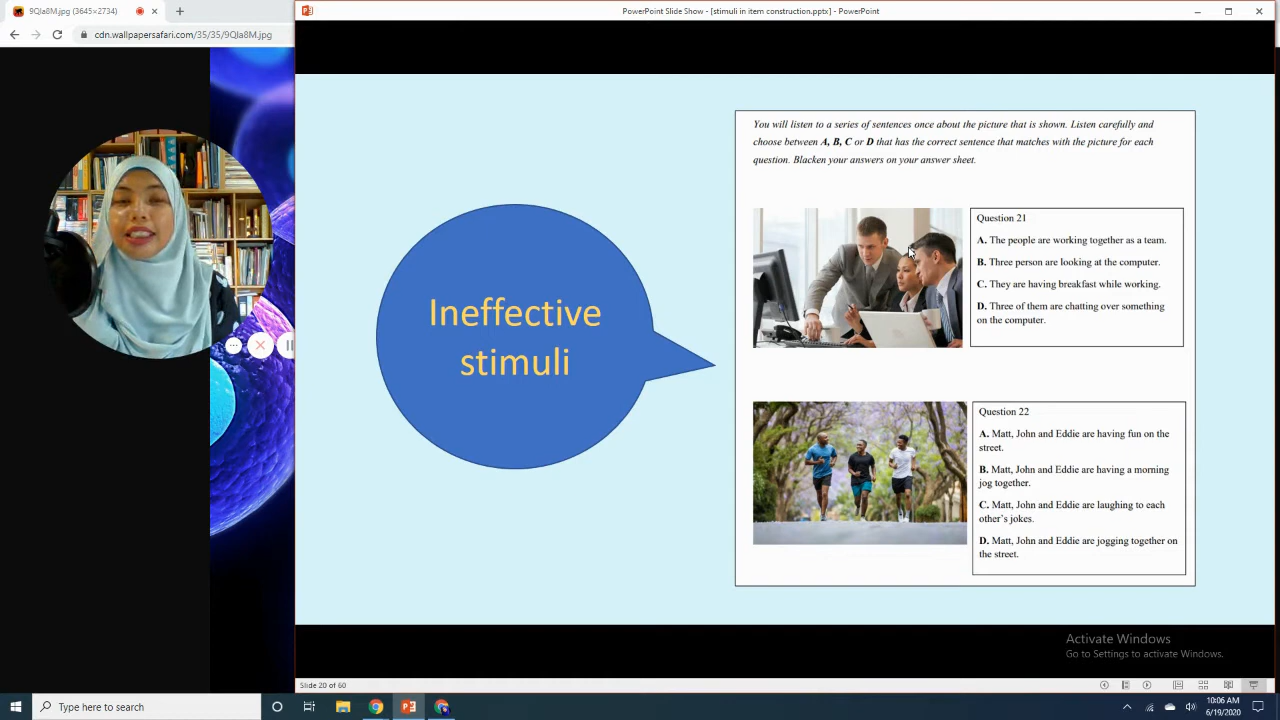 9QIa8M.jpg (3645×2734)
PowerPoint Slide Show - [stimuli in item construction.pptx] - PowerPoint
cdn.wallpapersafari.com/35/35/9QIa8M.jpg
You will listen to a series of sentences once about the picture that is shown. Listen carefully and
choose between A, B, C or D that has the correct sentence that matches with the picture for each
question. Blacken your answers on your answer sheet.
Ineffective
stimuli
Question 21
A. The people are working together as a team.
B. Three person are looking at the computer.
C. They are having breakfast while working.
D. Three of them are chatting over something
on the computer.
Question 22
A. Matt, John and Eddie are having fun on the
street.
B. Matt, John and Eddie are having a morning
jog together.
C. Matt, John and Eddie are laughing to each
other's jokes.
D. Matt, John and Eddie are jogging together on
the street.
Activate Windows
Go to Settings to activate Windows.
Slide 20 of 60
Type here to search
10:06 AM
6/19/2020